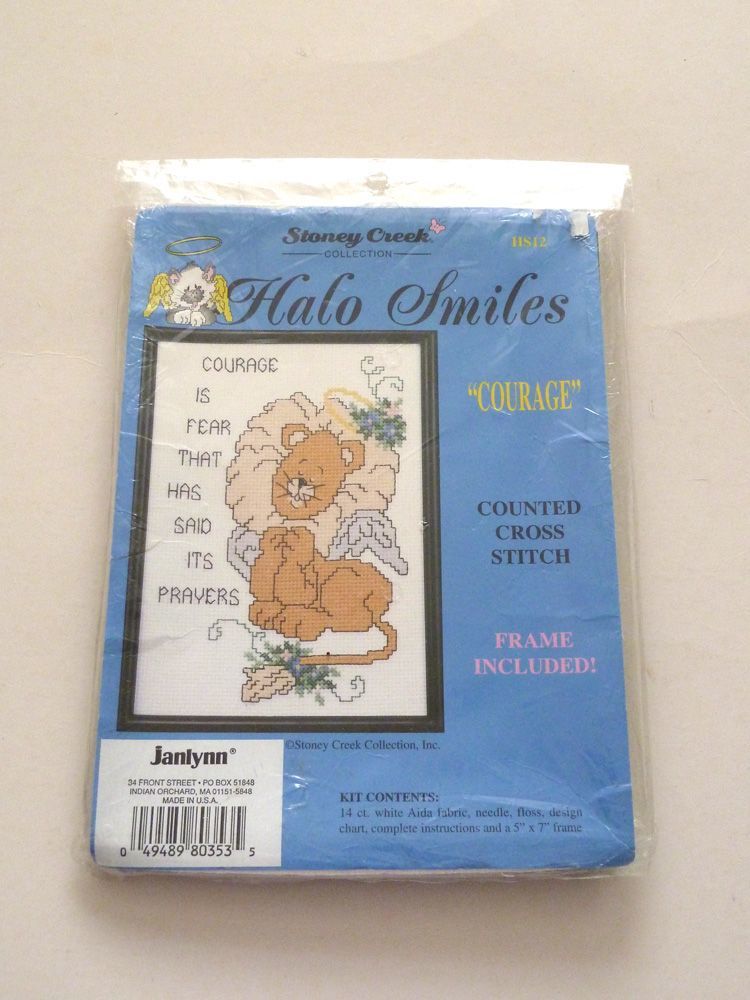 Stoney Creek
COLLECTION
HS12
Halo Smiles
COURAGE
IS
FEAR
THAT
HAS
SAID
ITS
PRAYERS
"COURAGE"
COUNTED
CROSS
STITCH
FRAME
INCLUDED!
©Stoney Creek Collection, Inc.
Janlynn®
34 FRONT STREET • PO BOX 51848
INDIAN ORCHARD, MA 01151-5848
MADE IN U.S.A.
0 49489 80353 5
KIT CONTENTS:
14 ct. white Aida fabric, needle, floss, design
chart, complete instructions and a 5" x 7" frame